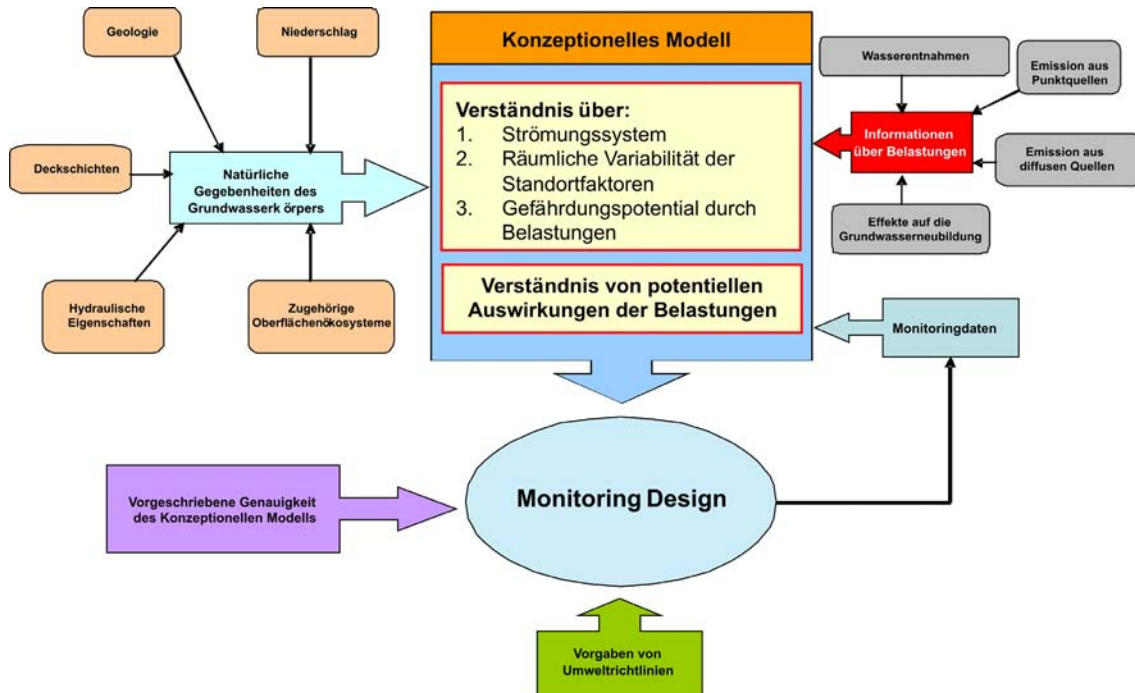 Geologie
Niederschlag
Deckschichten
Natürliche
Gegebenheiten des
Grundwasserk örpers
Hydraulische
Eigenschaften
Zugehörige
Oberflächenökosysteme
Konzeptionelles Modell
Verständnis über:
1. Strömungssystem
2. Räumliche Variabilität der
Standortfaktoren
3. Gefährdungspotential durch
Belastungen
Verständnis von potentiellen
Auswirkungen der Belastungen
Wasserentnahmen
Emission aus
Punktquellen
Informationen
über Belastungen
Emission aus
diffusen Quellen
Effekte auf die
Grundwasserneubildung
Monitoringdaten
Vorgeschriebene Genauigkeit
des Konzeptionellen Modells
Monitoring Design
Vorgaben von
Umweltrichtlinien